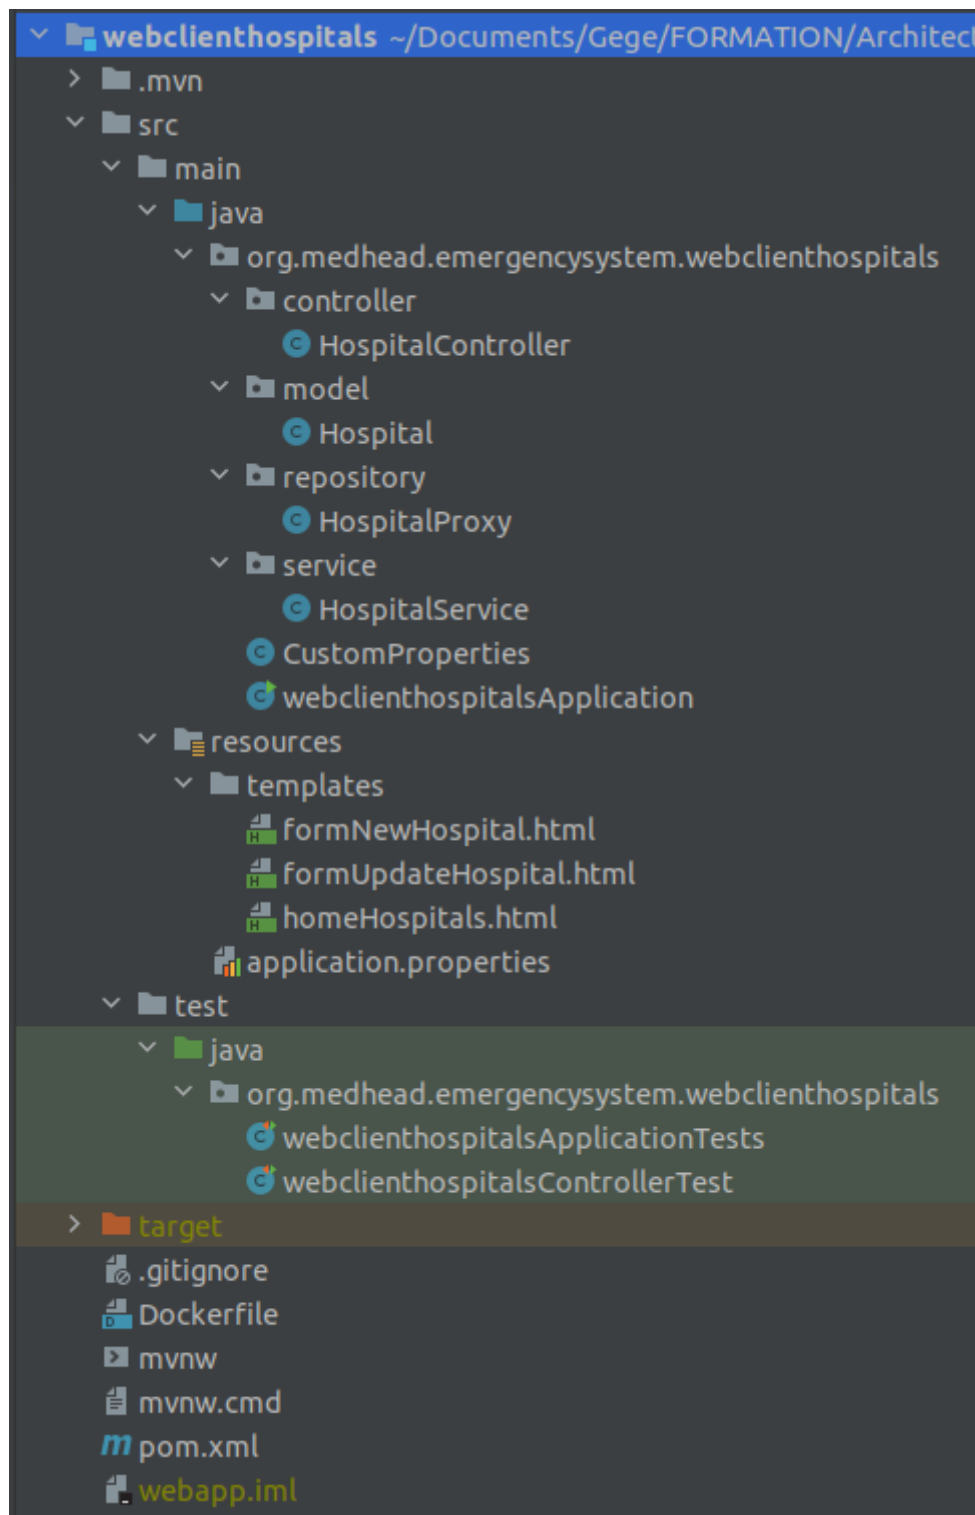 webclienthospitals ~/Documents/Gege/FORMATION/Architect
.mvn
src
main
java
org.medhead.emergencysystem.webclienthospitals
controller
HospitalController
model
Hospital
repository
HospitalProxy
service
HospitalService
CustomProperties
webclienthospitalsApplication
resources
templates
formNewHospital.html
formUpdateHospital.html
homeHospitals.html
application.properties
test
java
org.medhead.emergencysystem.webclienthospitals
webclienthospitalsApplicationTests
webclienthospitalsControllerTest
target
.gitignore
Dockerfile
mvnw
mvnw.cmd
pom.xml
webapp.iml